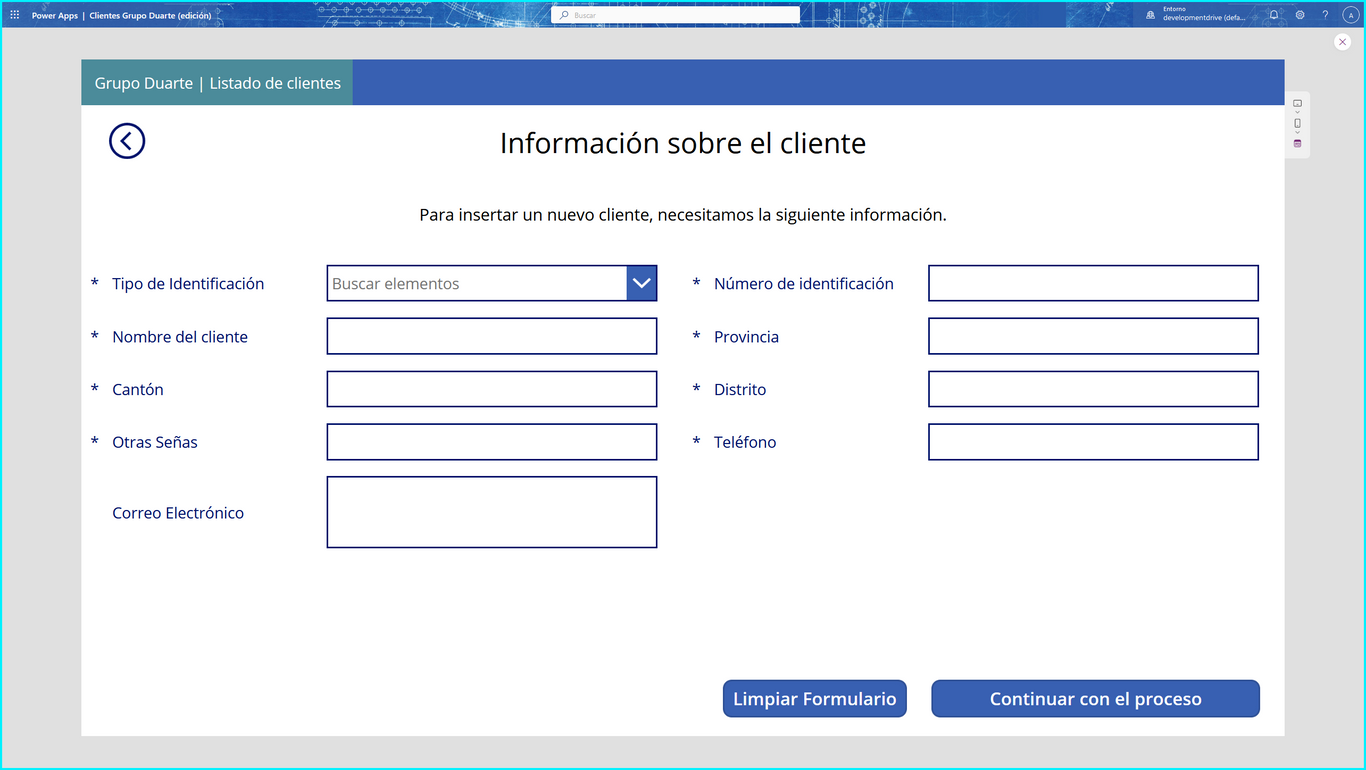 Power Apps | Clientes Grupo Duarte (edición)
Buscar
Entorno
developmentdrive (defa...
? A
Grupo Duarte | Listado de clientes
Información sobre el cliente
Para insertar un nuevo cliente, necesitamos la siguiente información.
* Tipo de Identificación Buscar elementos * Número de identificación
* Nombre del cliente * Provincia
* Cantón * Distrito
* Otras Señas * Teléfono
Correo Electrónico
Limpiar Formulario Continuar con el proceso